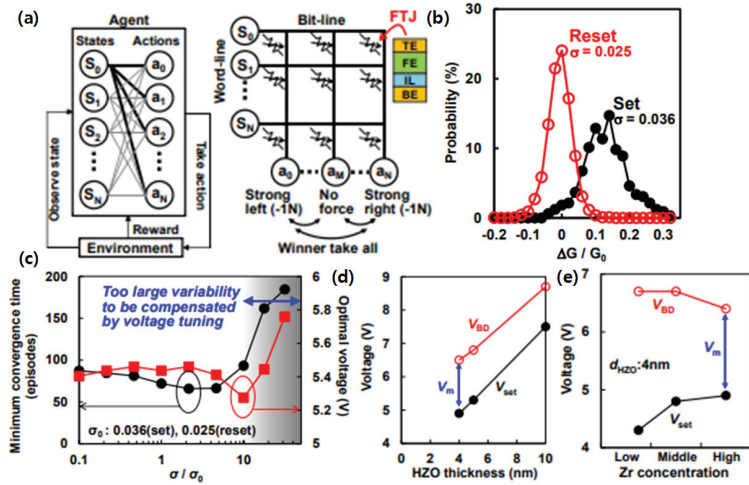 (a)
Agent
States Actions
S0 a0
S1 a1
S2 a2
SN aN
Observe state
Take action
Reward
Environment
Bit-line
FTJ
Word-line
S0
S1
SN
TE
FE
IL
BE
a0 aM aN
Strong No Strong
left (-1N) force right (-1N)
Winner take all
(b)
30
20
10
0
Probability (%)
Reset
σ = 0.025
Set
σ = 0.036
-0.2 -0.1 0 0.1 0.2 0.3
ΔG / G0
(c)
Minimum convergence time
(episodes)
200
150
100
50
0
Too large variability
to be compensated
by voltage tuning
σ0 : 0.036(set), 0.025(reset)
0.1 1 10
σ / σ0
6
5.8
5.6
5.4
5.2
5
Optimal voltage (V)
(d)
Voltage (V)
9
8
7
6
5
4
VBD
Vm
Vset
0 2 4 6 8 10
HZO thickness (nm)
(e)
Voltage (V)
7
6
5
4
VBD
Vm
dHZO:4nm
Vset
Low Middle High
Zr concentration